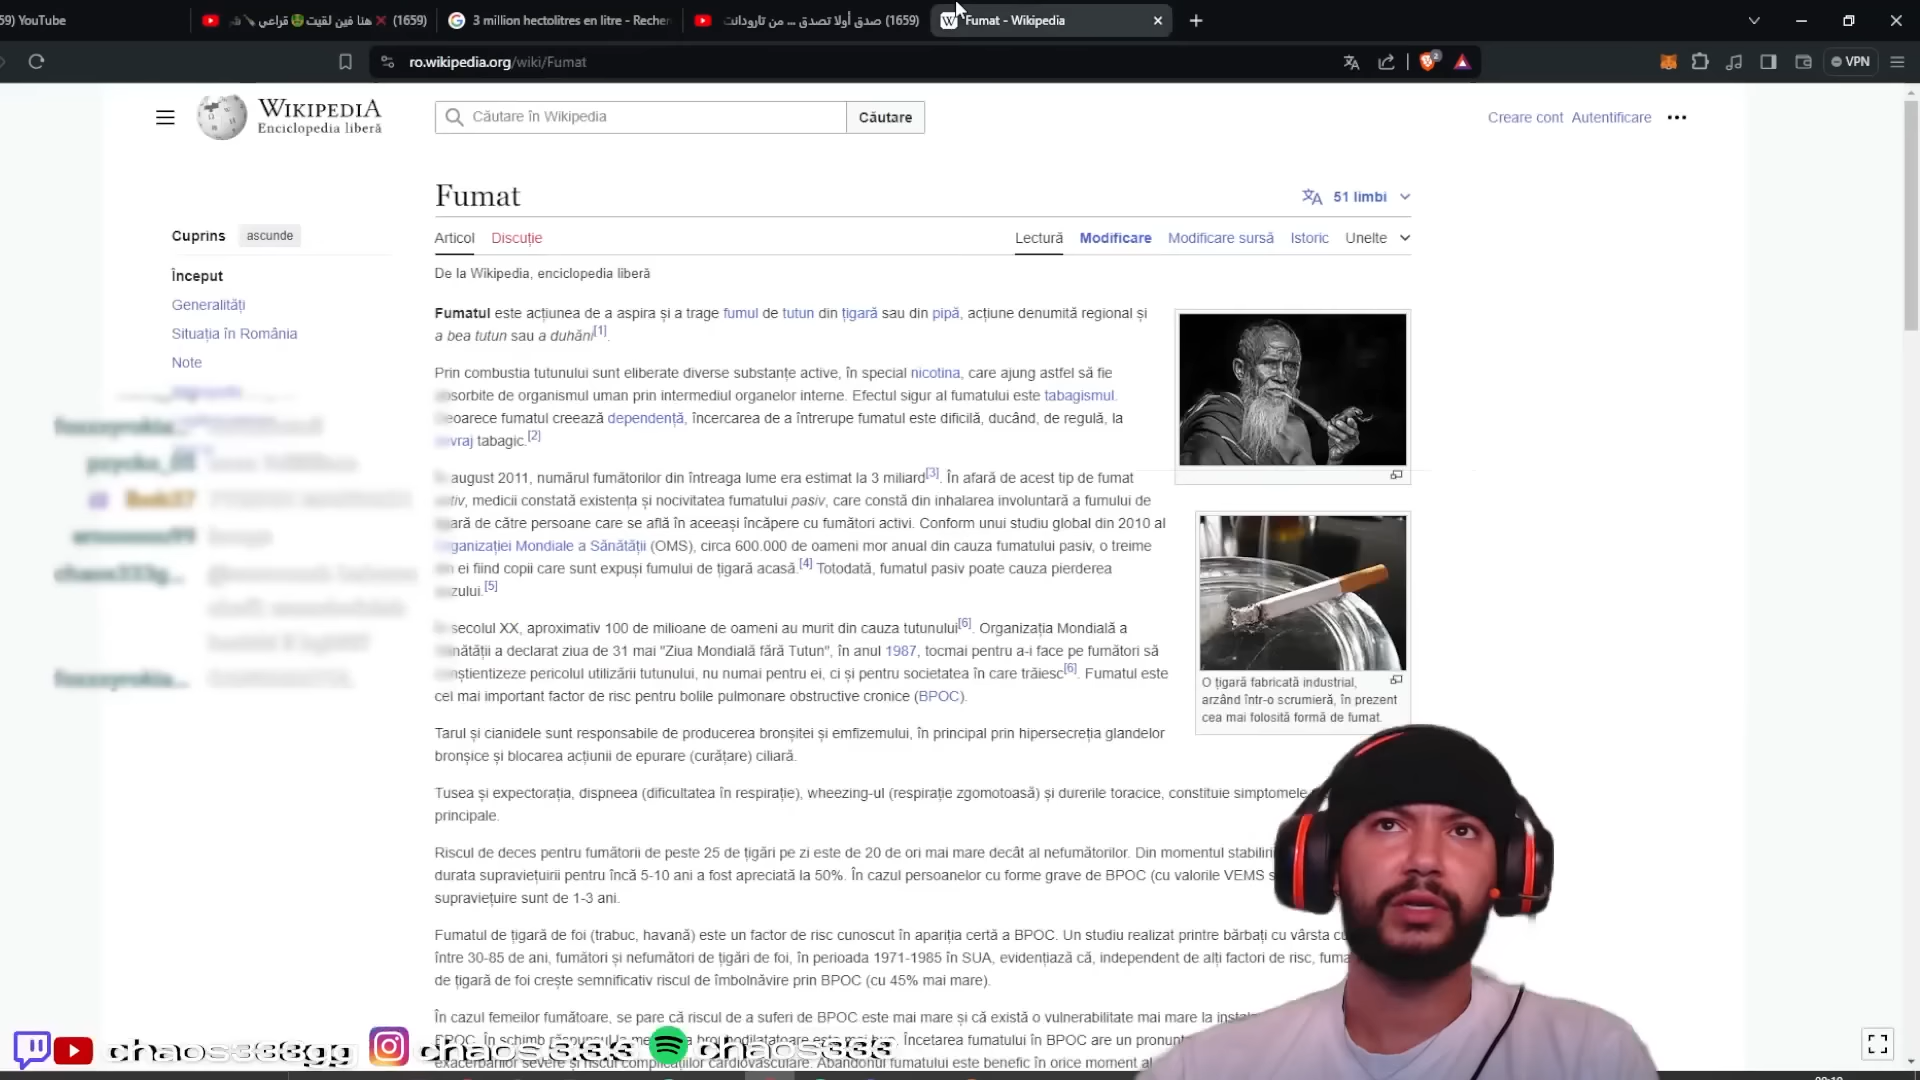 59) YouTube
(1659) هنا فين لقيت
قزاعي
3 million hectolitres en litre - Recher
(1659) صدق أولا تصدق ... من تارودانت
Fumat - Wikipedia
ro.wikipedia.org/wiki/Fumat
2
VPN
WIKIPEDIA
Enciclopedia liberă
Căutare în Wikipedia
Căutare
Creare cont Autentificare
Fumat
51 limbi
Cuprins ascunde
Articol Discuție
Lectură Modificare Modificare sursă Istoric Unelte
De la Wikipedia, enciclopedia liberă
Început
Generalități
Situația în România
Note
Fumatul este acțiunea de a aspira și a trage fumul de tutun din țigară sau din pipă, acțiune denumită regional și
a bea tutun sau a duhăni[1].
Prin combustia tutunului sunt eliberate diverse substanțe active, în special nicotina, care ajung astfel să fie
absorbite de organismul uman prin intermediul organelor interne. Efectul sigur al fumatului este tabagismul.
Deoarece fumatul creează dependență, încercarea de a întrerupe fumatul este dificilă, ducând, de regulă, la
sevraj tabagic.[2]
În august 2011, numărul fumătorilor din întreaga lume era estimat la 3 miliard[3]. În afară de acest tip de fumat
activ, medicii constată existența și nocivitatea fumatului pasiv, care constă din inhalarea involuntară a fumului de
țigară de către persoane care se află în aceeași încăpere cu fumători activi. Conform unui studiu global din 2010 al
Organizației Mondiale a Sănătății (OMS), circa 600.000 de oameni mor anual din cauza fumatului pasiv, o treime
din ei fiind copii care sunt expuși fumului de țigară acasă.[4] Totodată, fumatul pasiv poate cauza pierderea
auzului.[5]
În secolul XX, aproximativ 100 de milioane de oameni au murit din cauza tutunului[6]. Organizația Mondială a
Sănătății a declarat ziua de 31 mai "Ziua Mondială fără Tutun", în anul 1987, tocmai pentru a-i face pe fumători să
conștientizeze pericolul utilizării tutunului, nu numai pentru ei, ci și pentru societatea în care trăiesc[6]. Fumatul este
cel mai important factor de risc pentru bolile pulmonare obstructive cronice (BPOC).
O țigară fabricată industrial,
arzând într-o scrumieră, în prezent
cea mai folosită formă de fumat.
Tarul și cianidele sunt responsabile de producerea bronșitei și emfizemului, în principal prin hipersecreția glandelor
bronșice și blocarea acțiunii de epurare (curățare) ciliară.
Tusea și expectorația, dispneea (dificultatea în respirație), wheezing-ul (respirație zgomotoasă) și durerile toracice, constituie simptomele
principale.
Riscul de deces pentru fumătorii de peste 25 de țigări pe zi este de 20 de ori mai mare decât al nefumătorilor. Din momentul stabiliri
durata supraviețuirii pentru încă 5-10 ani a fost apreciată la 50%. În cazul persoanelor cu forme grave de BPOC (cu valorile VEMS s
supraviețuire sunt de 1-3 ani.
Fumatul de țigară de foi (trabuc, havană) este un factor de risc cunoscut în apariția certă a BPOC. Un studiu realizat printre bărbați cu vârsta cu
între 30-85 de ani, fumători și nefumători de țigări de foi, în perioada 1971-1985 în SUA, evidențiază că, independent de alți factori de risc, fuma
de țigară de foi crește semnificativ riscul de îmbolnăvire prin BPOC (cu 45% mai mare).
În cazul femeilor fumătoare, se pare că riscul de a suferi de BPOC este mai mare și că există o vulnerabilitate mai mare la instal
BPOC. În schimb răspunsul la bronhodilatatoare este mai bun. Încetarea fumatului în BPOC are un pronunț
exacerbărilor severe și riscul complicațiilor cardiovasculare. Abandonul fumatului este benefic în orice moment al
chaos333gg chaos.333 chaos333